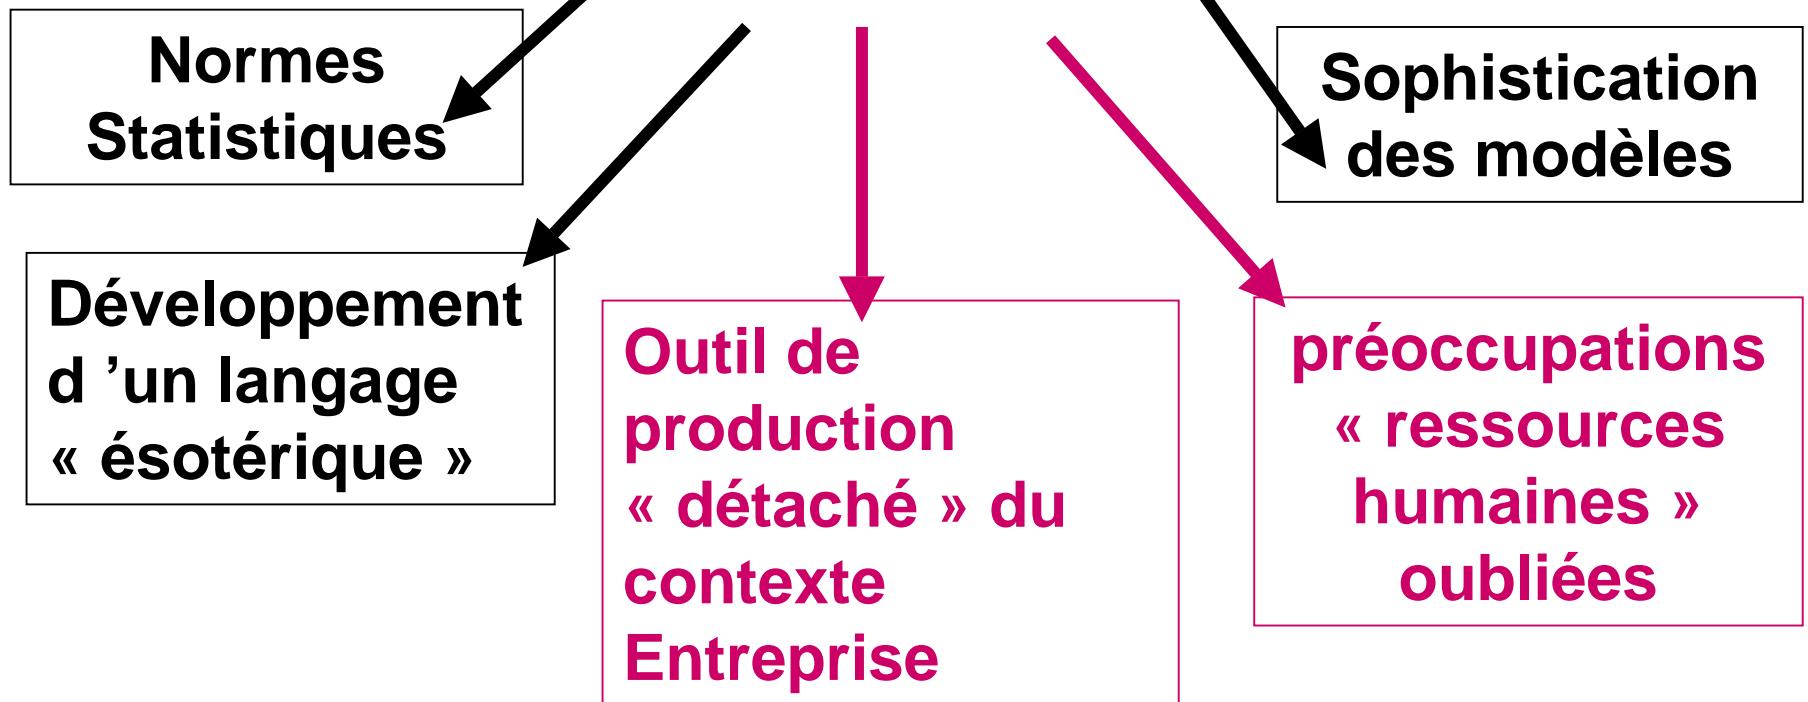 Normes
Statistiques
Sophistication
des modèles
Développement
d ’un langage
« ésotérique »
Outil de
production
« détaché » du
contexte
Entreprise
préoccupations
« ressources
humaines »
oubliées